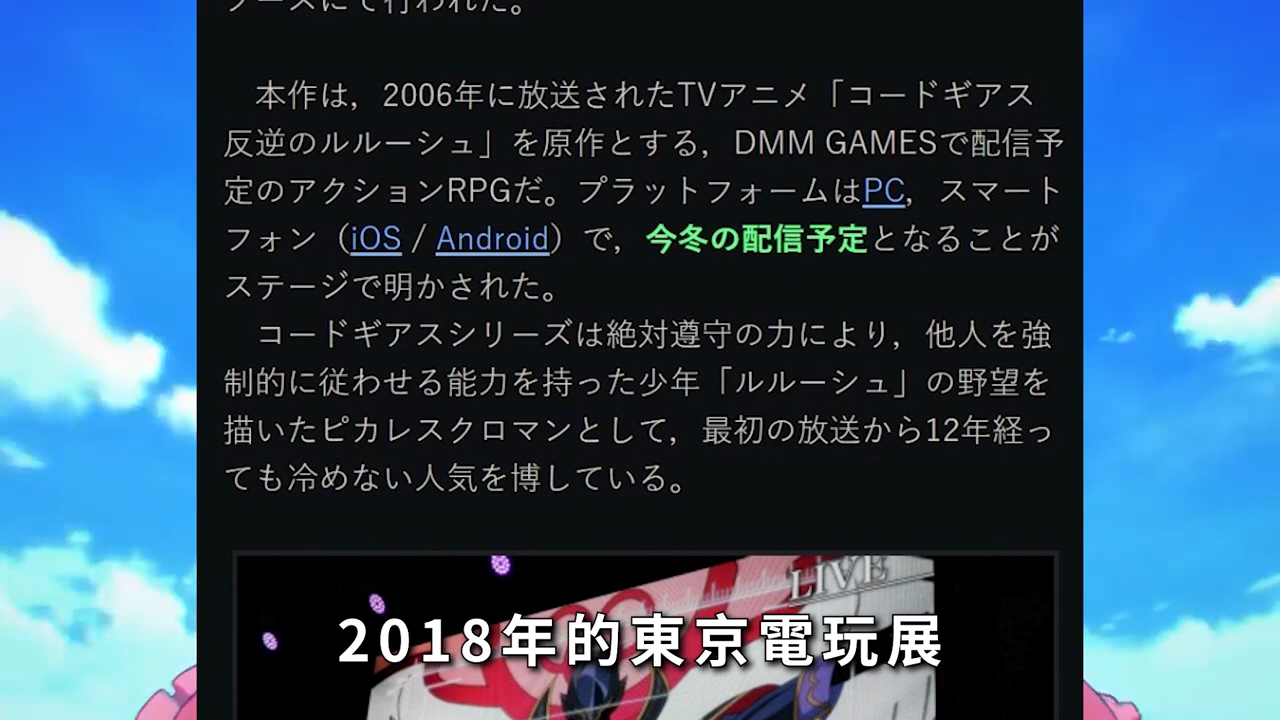 ブースにて行われた。
本作は，2006年に放送されたTVアニメ「コードギアス
反逆のルルーシュ」を原作とする，DMM GAMESで配信予
定のアクションRPGだ。プラットフォームはPC，スマート
フォン（iOS / Android）で，今冬の配信予定となることが
ステージで明かされた。
コードギアスシリーズは絶対遵守の力により，他人を強
制的に従わせる能力を持った少年「ルルーシュ」の野望を
描いたピカレスクロマンとして，最初の放送から12年経っ
ても冷めない人気を博している。
LIVE
2018年的東京電玩展